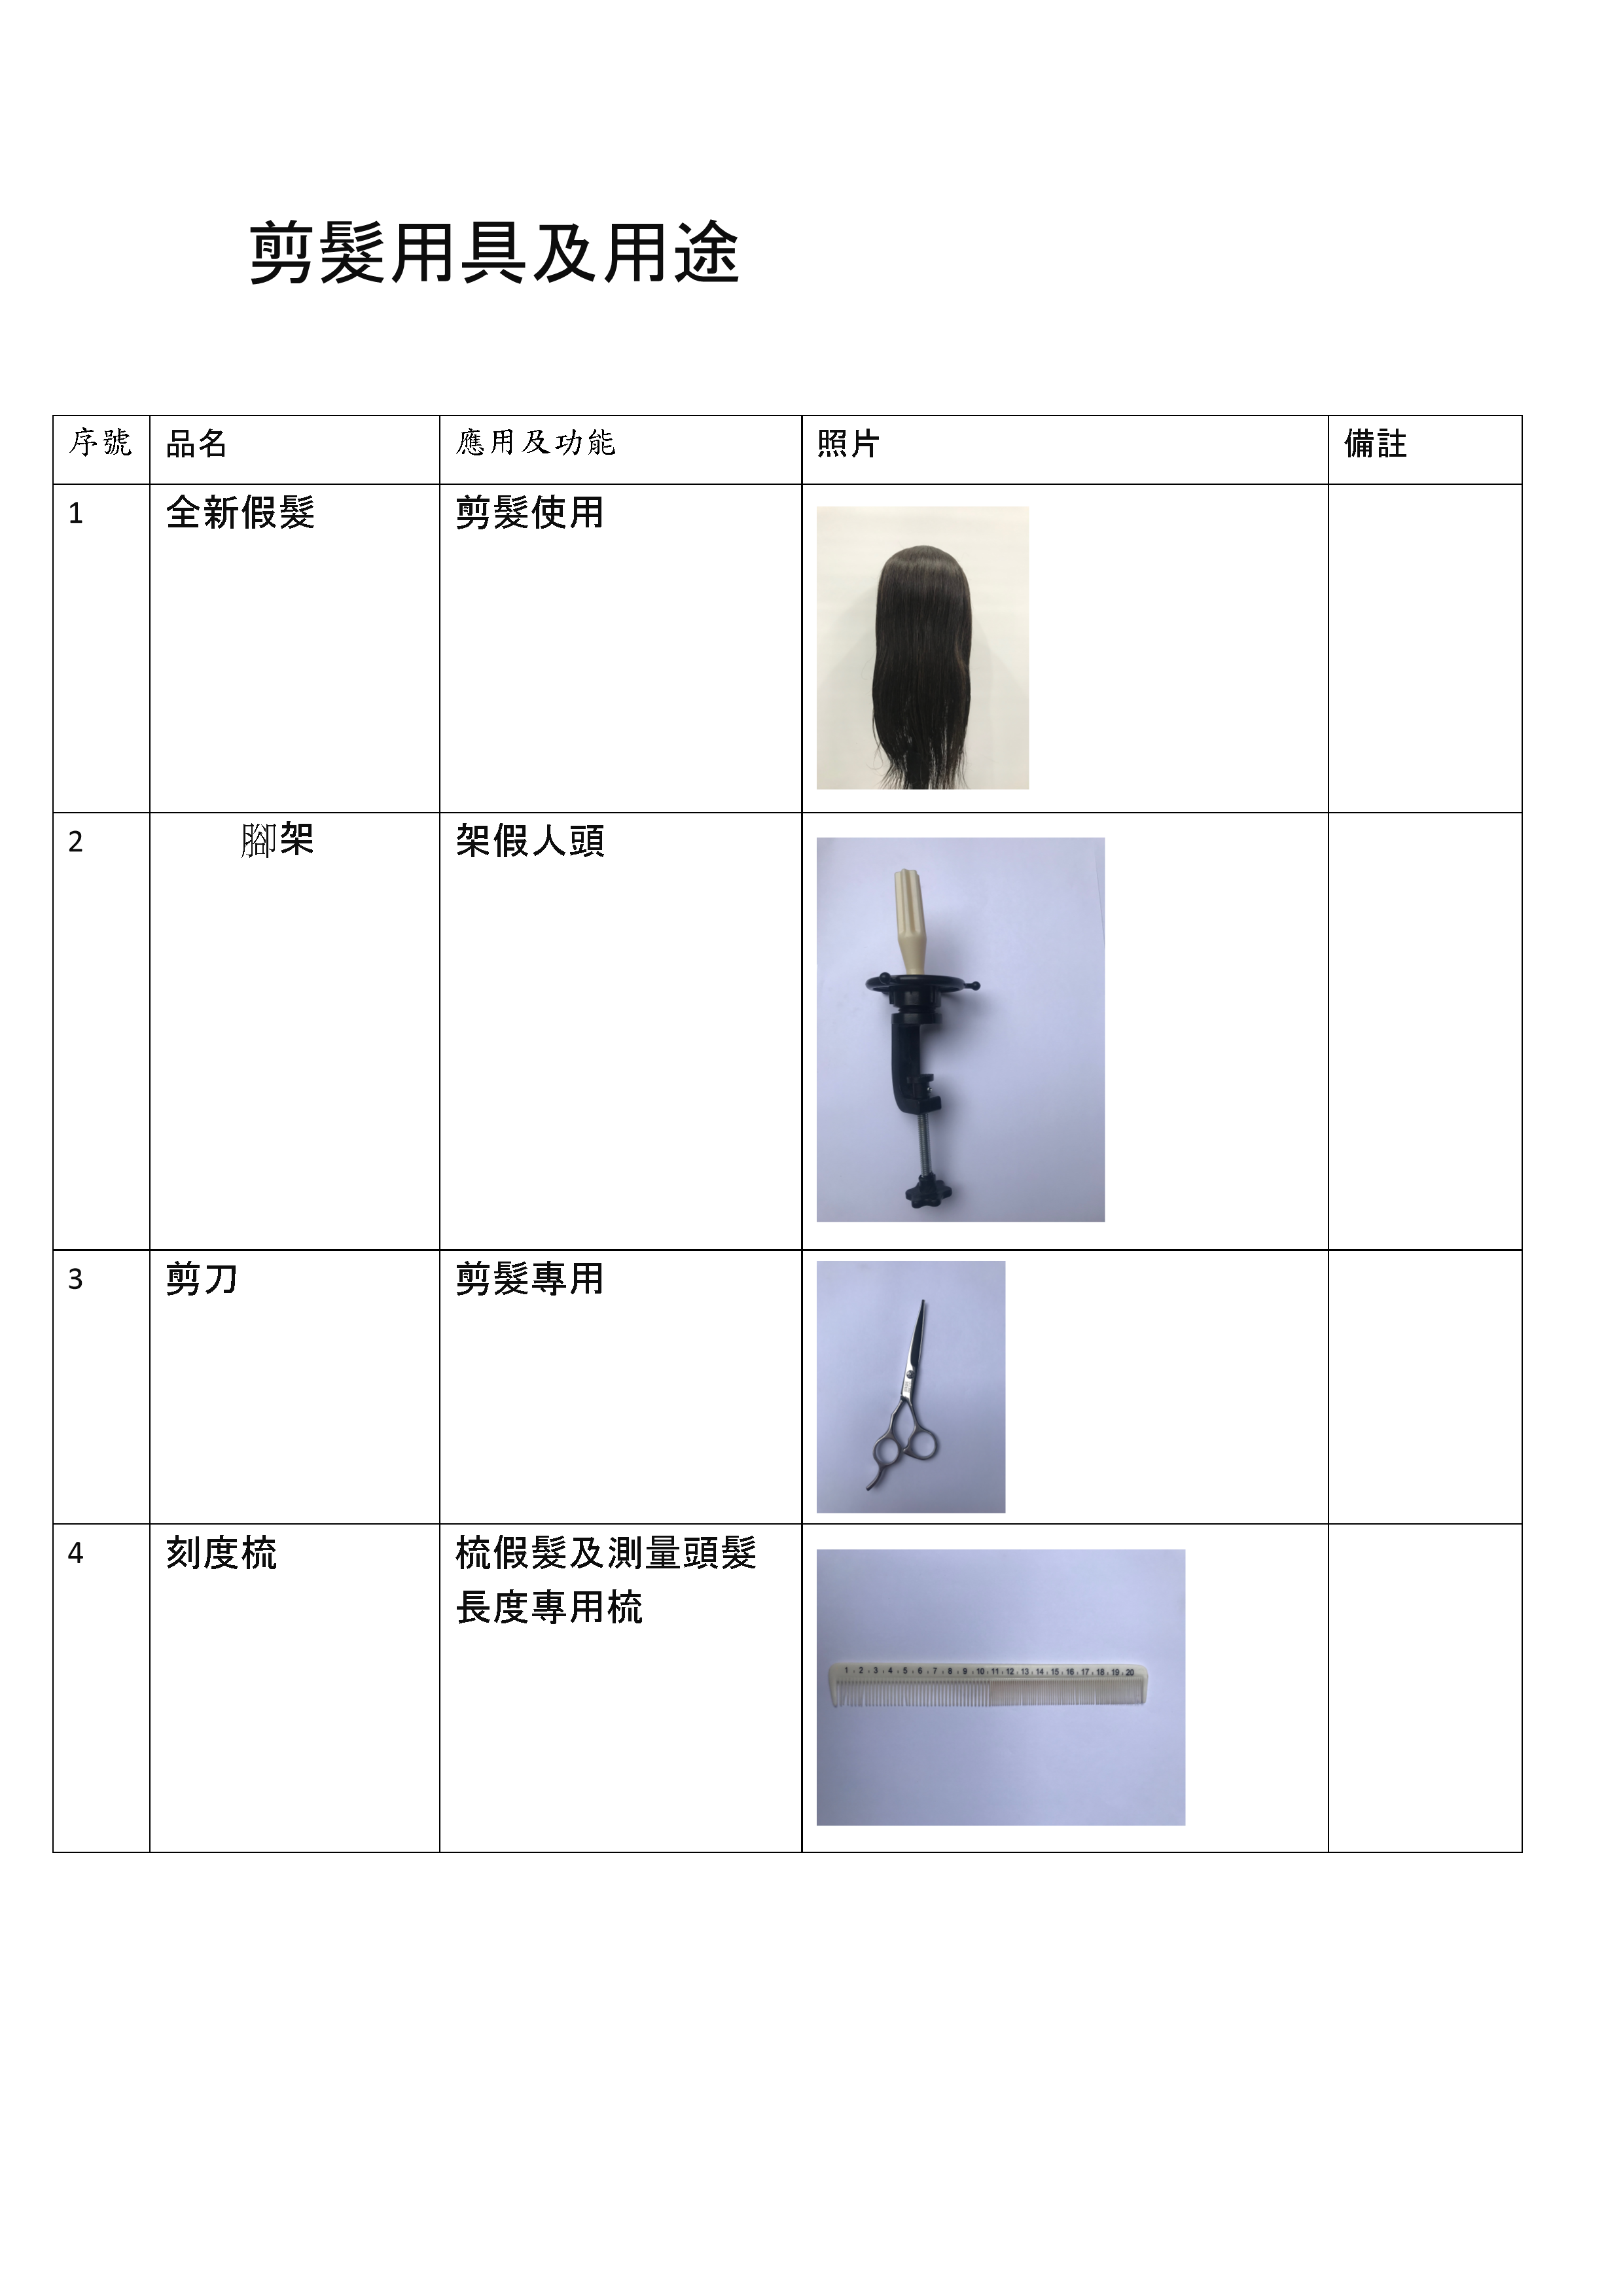 剪髮用具及用途
序號 品名 應用及功能 照片 備註
1 全新假髮 剪髮使用
2 腳架 架假人頭
3 剪刀 剪髮專用
4 刻度梳 梳假髮及測量頭髮
長度專用梳
1 2 3 4 5 6 7 8 9 10 11 12 13 14 15 16 17 18 19 20